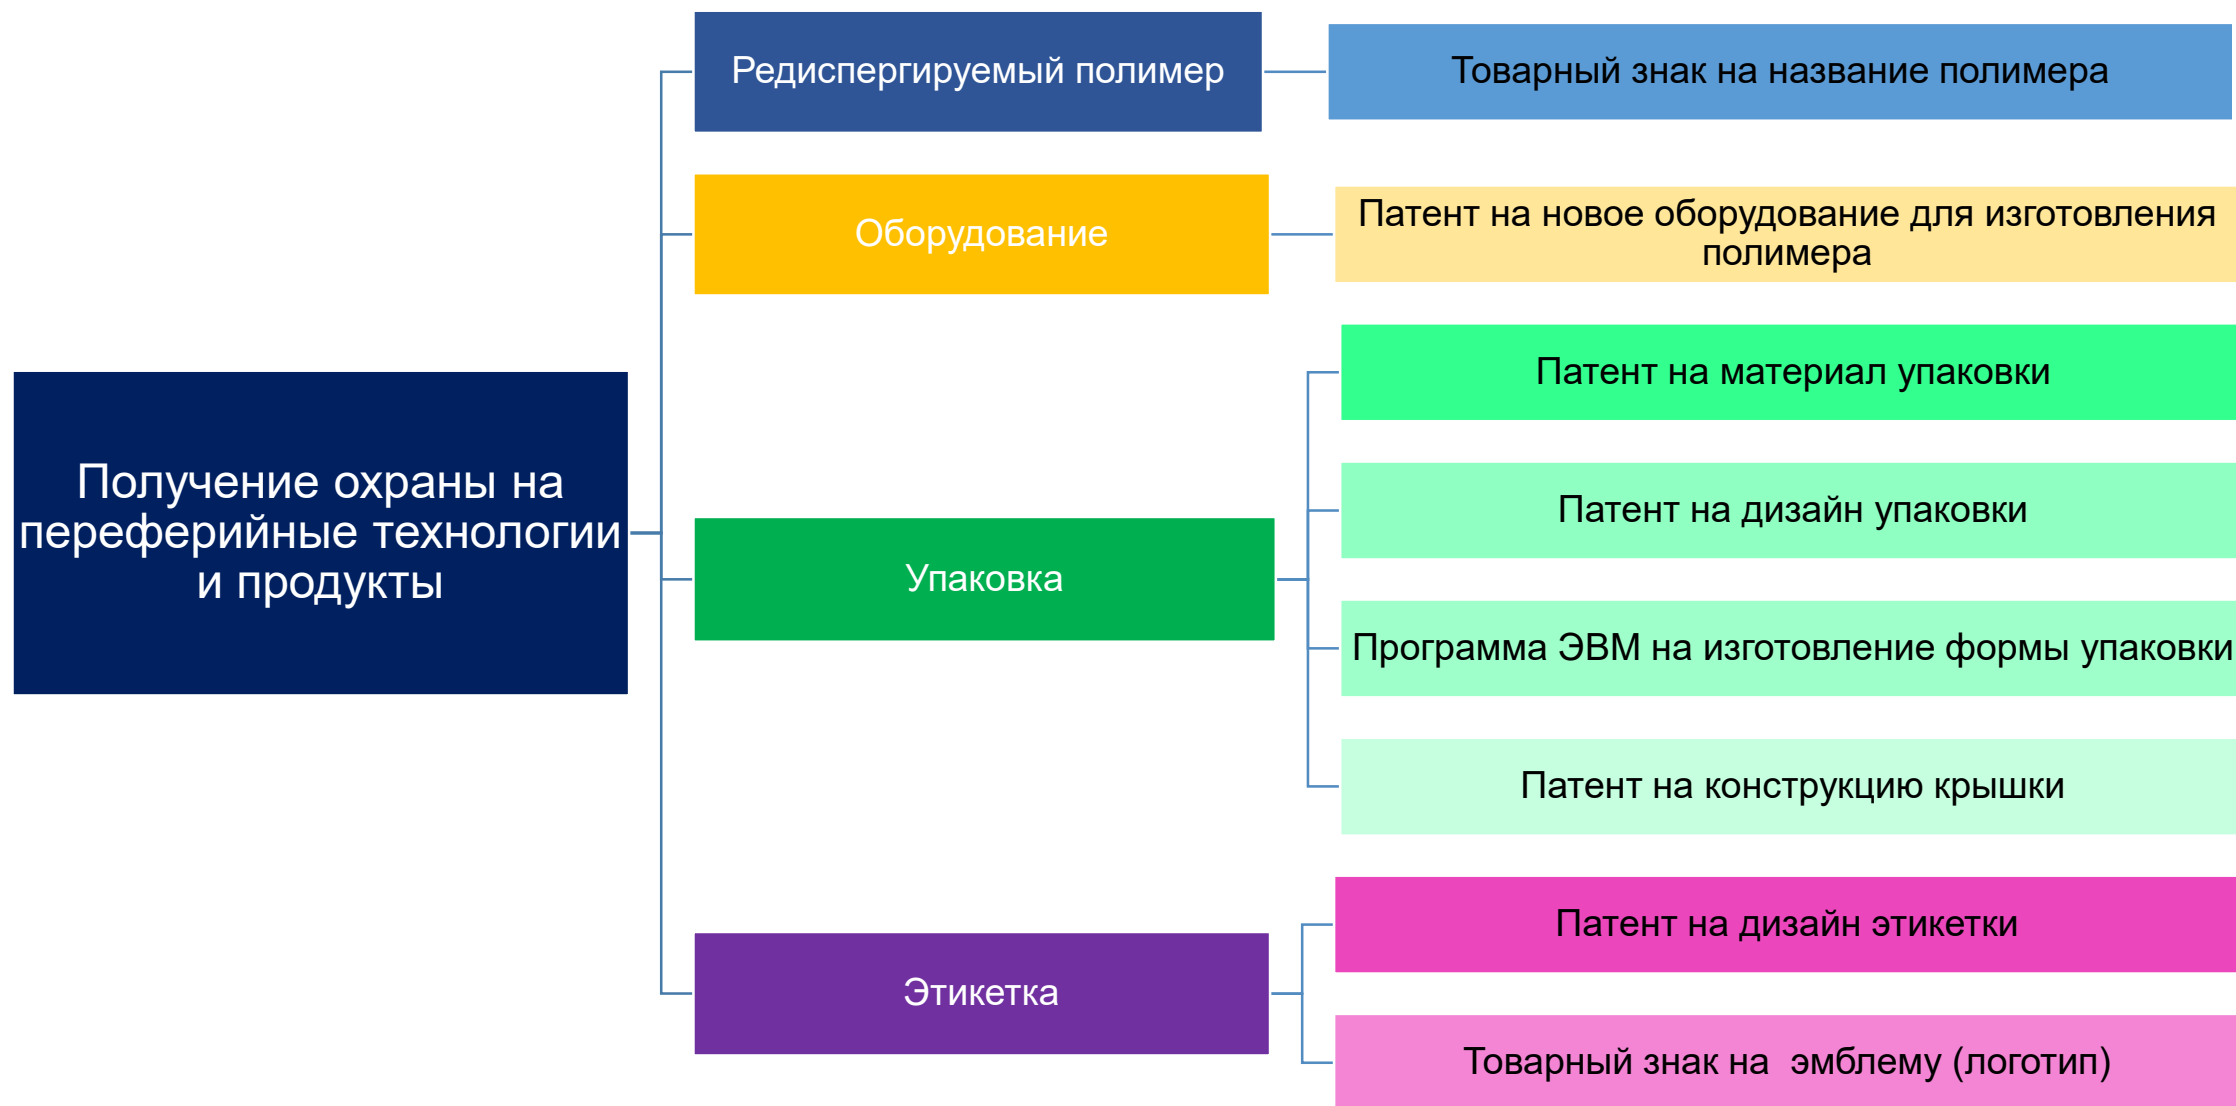 Получение охраны на
переферийные технологии
и продукты
Редиспергируемый полимер
Товарный знак на название полимера
Оборудование
Патент на новое оборудование для изготовления
полимера
Упаковка
Патент на материал упаковки
Патент на дизайн упаковки
Программа ЭВМ на изготовление формы упаковки
Патент на конструкцию крышки
Этикетка
Патент на дизайн этикетки
Товарный знак на  эмблему (логотип)